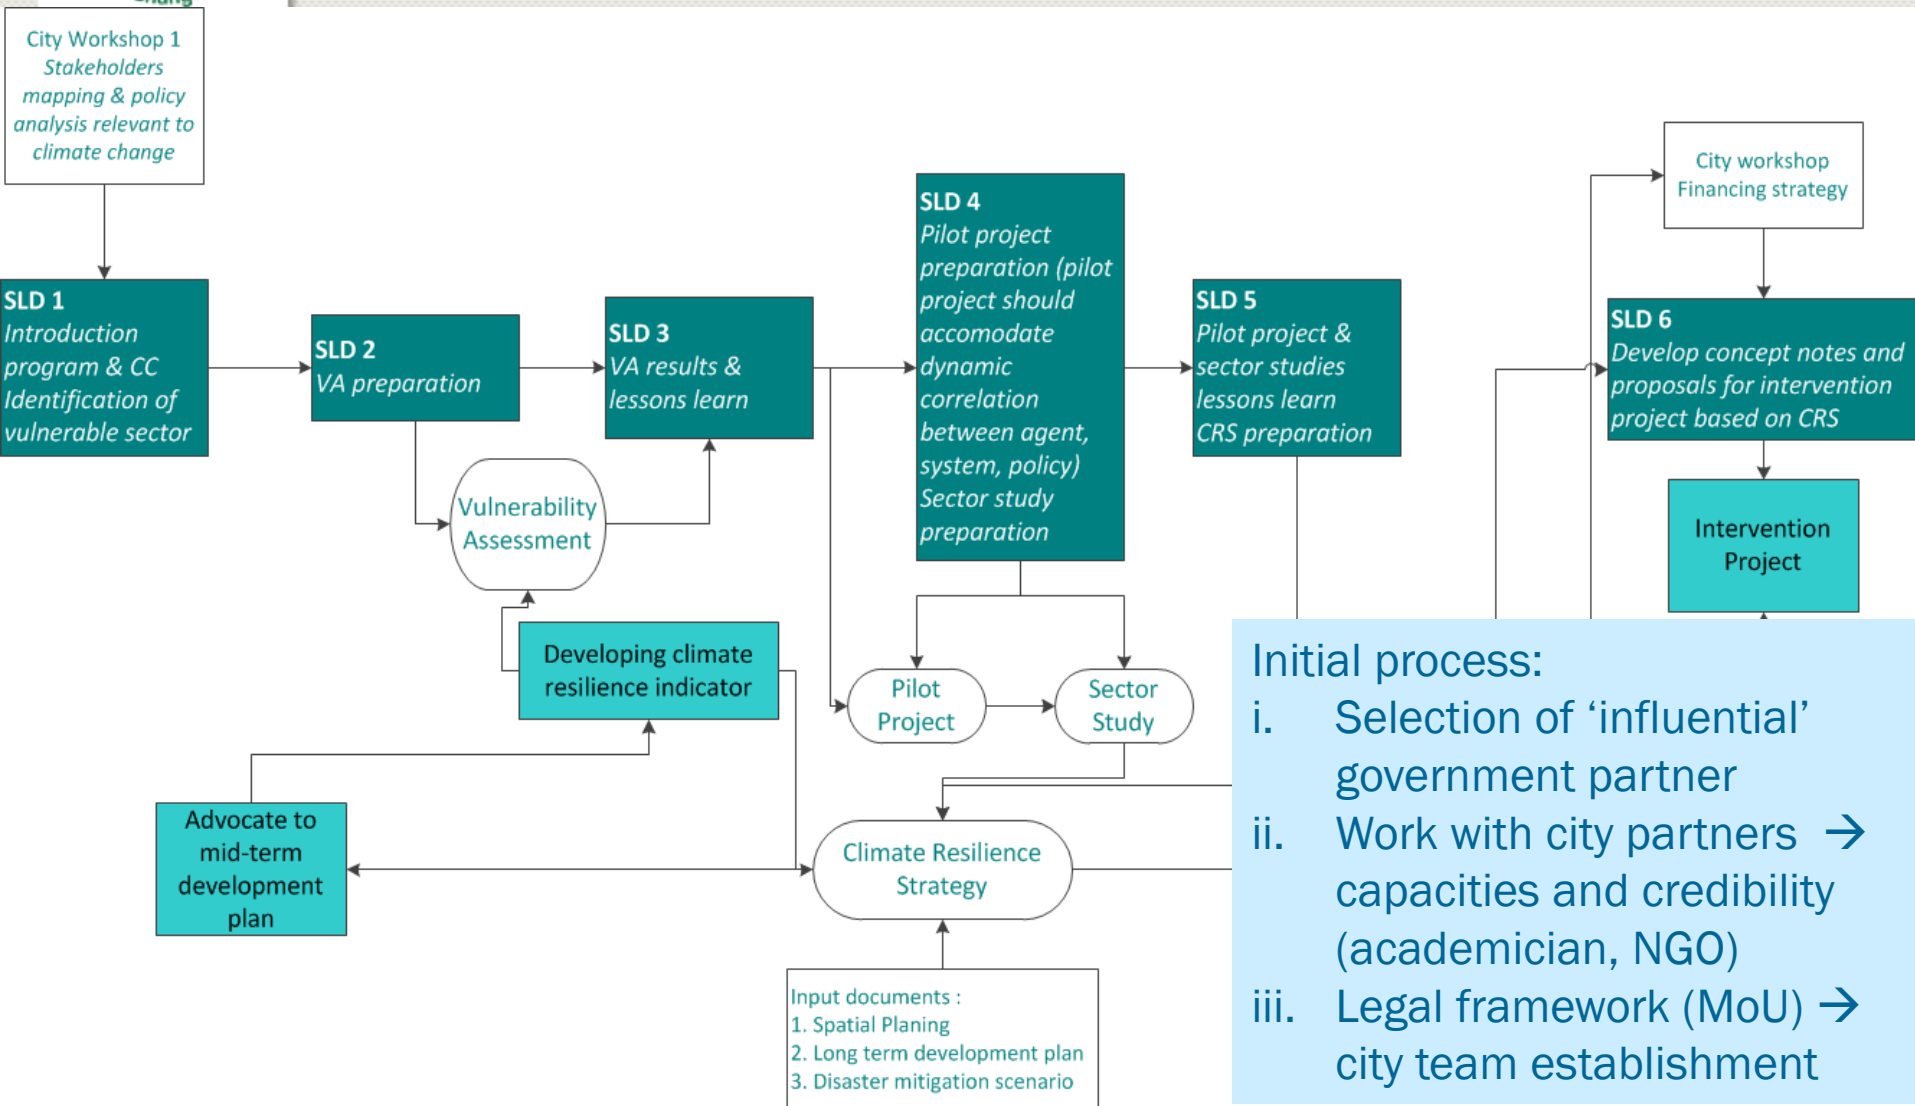 City Workshop 1
Stakeholders
mapping & policy
analysis relevant to
climate change
City workshop
Financing strategy
SLD 1
Introduction
program & CC
Identification of
vulnerable sector
SLD 2
VA preparation
SLD 3
VA results &
lessons learn
SLD 4
Pilot project
preparation (pilot
project should
accomodate
dynamic
correlation
between agent,
system, policy)
Sector study
preparation
SLD 5
Pilot project &
sector studies
lessons learn
CRS preparation
SLD 6
Develop concept notes and
proposals for intervention
project based on CRS
Vulnerability
Assessment
Intervention
Project
Developing climate
resilience indicator
Pilot
Project
Sector
Study
Advocate to
mid-term
development
plan
Climate Resilience
Strategy
Input documents :
1. Spatial Planing
2. Long term development plan
3. Disaster mitigation scenario
Initial process:
i. Selection of ‘influential’
government partner
ii. Work with city partners →
capacities and credibility
(academician, NGO)
iii. Legal framework (MoU) →
city team establishment